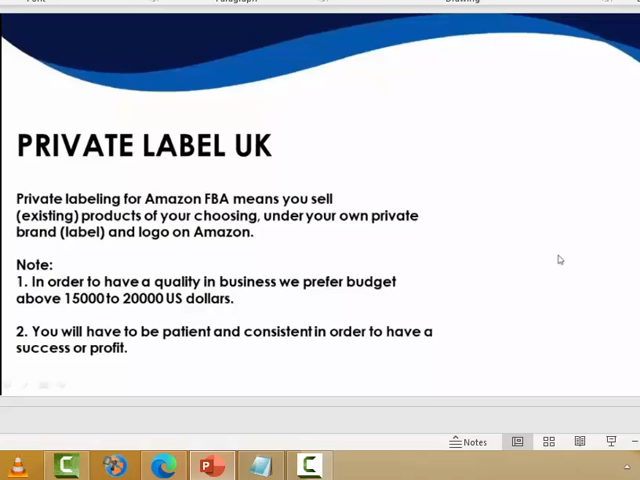 PRIVATE LABEL UK
Private labeling for Amazon FBA means you sell
(existing) products of your choosing, under your own private
brand (label) and logo on Amazon.
Note:
1. In order to have a quality in business we prefer budget
above 15000 to 20000 US dollars.
2. You will have to be patient and consistent in order to have a
success or profit.
Notes